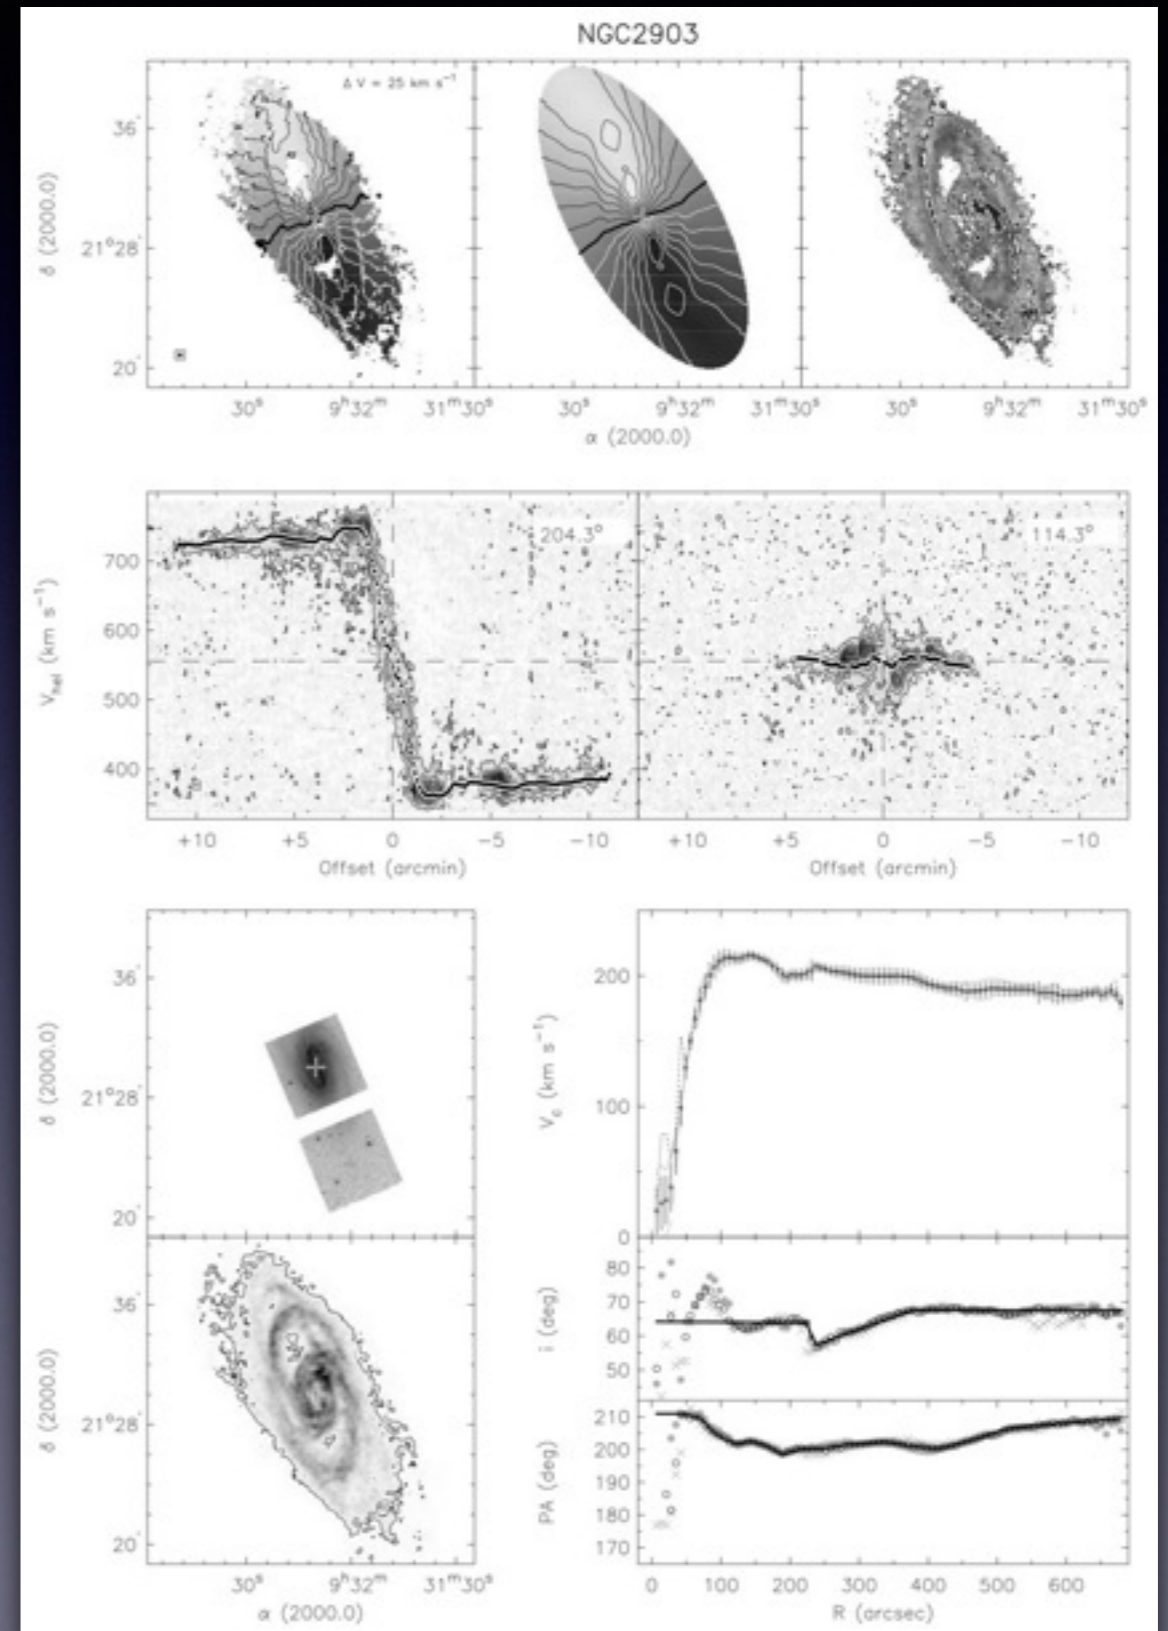 NGC2903
Δ V = 25 km s⁻¹
δ (2000.0)
36'
21°28'
20'
30ˢ 9ʰ32ᵐ 31ᵐ30ˢ 30ˢ 9ʰ32ᵐ 31ᵐ30ˢ 30ˢ 9ʰ32ᵐ 31ᵐ30ˢ
α (2000.0)
204.3° 114.3°
V_hel (km s⁻¹)
700
600
500
400
+10 +5 0 −5 −10 +10 +5 0 −5 −10
Offset (arcmin) Offset (arcmin)
δ (2000.0)
36'
21°28'
20'
δ (2000.0)
36'
21°28'
20'
30ˢ 9ʰ32ᵐ 31ᵐ30ˢ
α (2000.0)
V_c (km s⁻¹)
200
100
0
i (deg)
80
70
60
50
PA (deg)
210
200
190
180
170
0 100 200 300 400 500 600
R (arcsec)